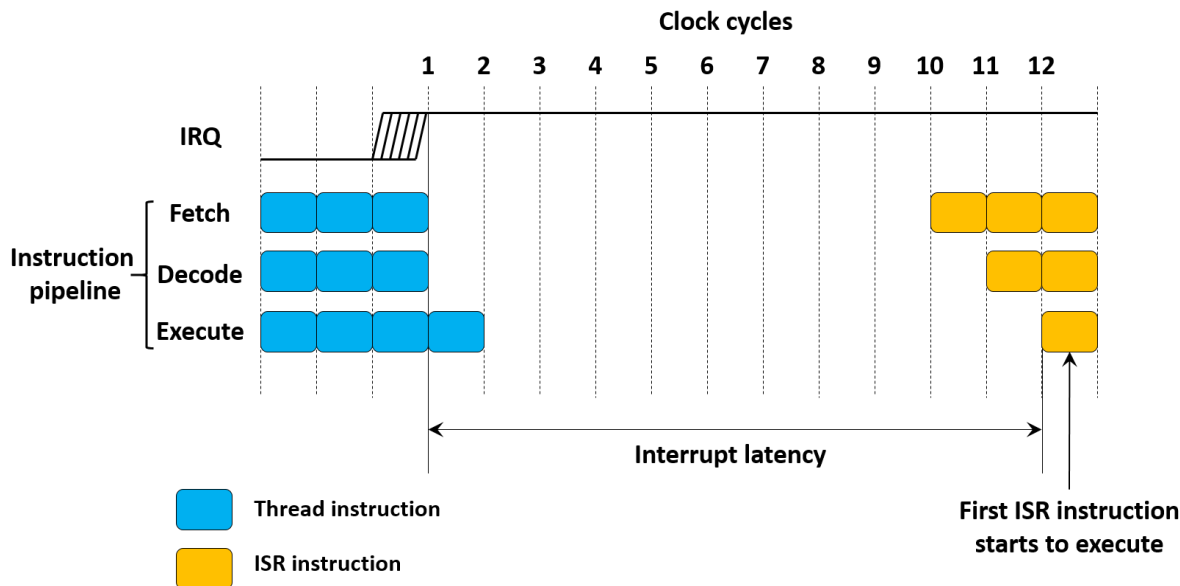 Clock cycles
1 2 3 4 5 6 7 8 9 10 11 12
IRQ
Fetch
Instruction
pipeline
Decode
Execute
Interrupt latency
Thread instruction
ISR instruction
First ISR instruction
starts to execute